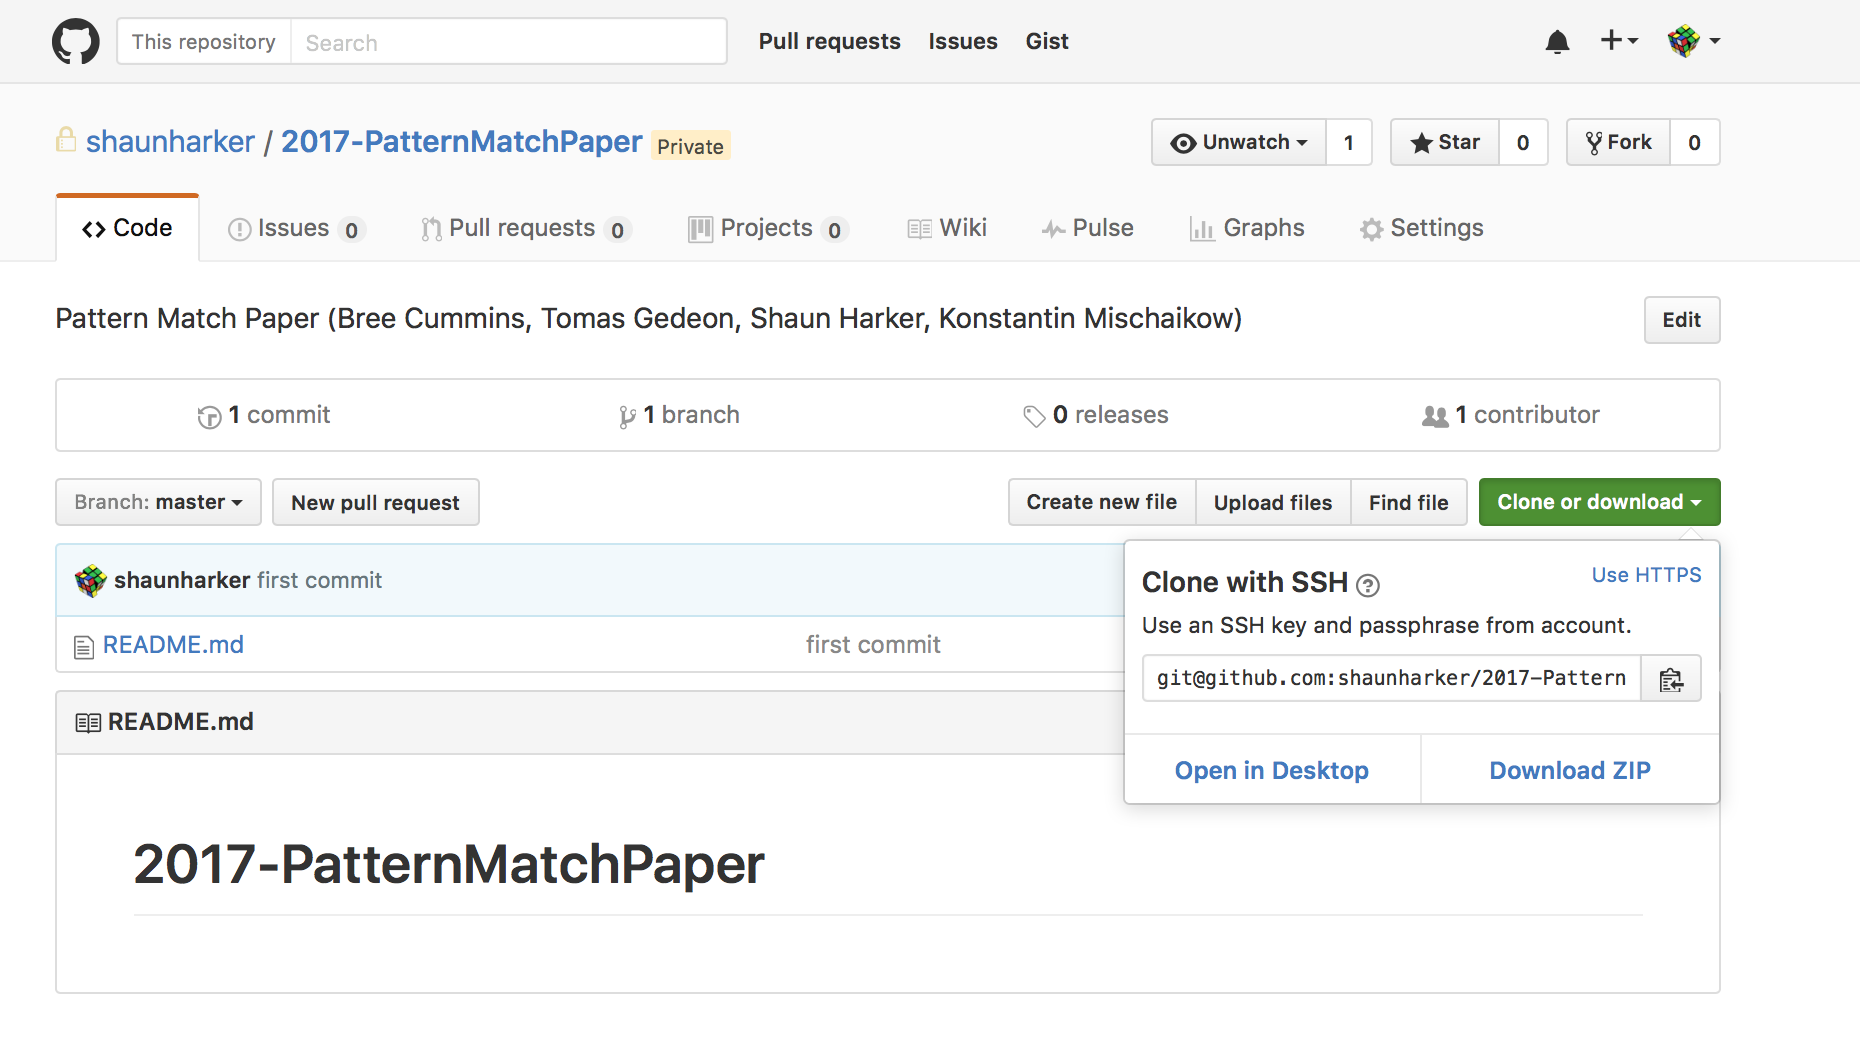 This repository Search Pull requests Issues Gist
shaunharker / 2017-PatternMatchPaper Private Unwatch 1 Star 0 Fork 0
Code Issues 0 Pull requests 0 Projects 0 Wiki Pulse Graphs Settings
Pattern Match Paper (Bree Cummins, Tomas Gedeon, Shaun Harker, Konstantin Mischaikow) Edit
1 commit 1 branch 0 releases 1 contributor
Branch: master New pull request Create new file Upload files Find file Clone or download
shaunharker first commit
README.md first commit
Clone with SSH Use HTTPS
Use an SSH key and passphrase from account.
git@github.com:shaunharker/2017-Pattern
Open in Desktop Download ZIP
README.md
2017-PatternMatchPaper